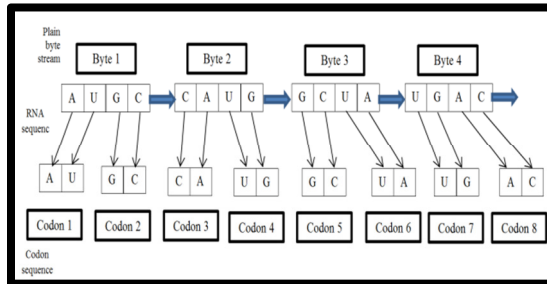 Plain
byte
stream
Byte 1 Byte 2 Byte 3 Byte 4
A U G C C A U G G C U A U G A C
RNA
sequenc
A U G C C A U G G C U A U G A C
Codon 1 Codon 2 Codon 3 Codon 4 Codon 5 Codon 6 Codon 7 Codon 8
Codon
sequence